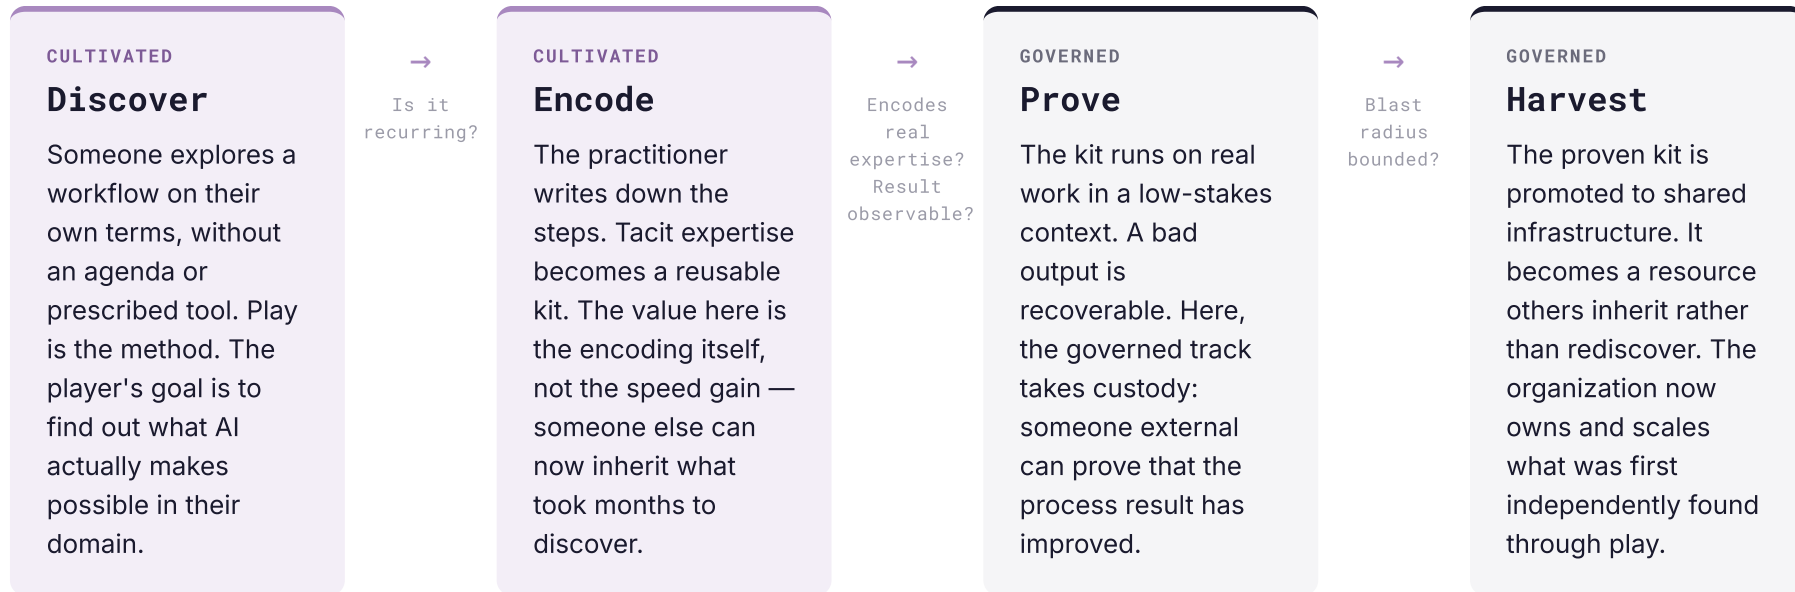 CULTIVATED
Discover
Someone explores a
workflow on their
own terms, without
an agenda or
prescribed tool. Play
is the method. The
player's goal is to
find out what AI
actually makes
possible in their
domain.
→
Is it
recurring?
CULTIVATED
Encode
The practitioner
writes down the
steps. Tacit expertise
becomes a reusable
kit. The value here is
the encoding itself,
not the speed gain —
someone else can
now inherit what
took months to
discover.
→
Encodes
real
expertise?
Result
observable?
GOVERNED
Prove
The kit runs on real
work in a low-stakes
context. A bad
output is
recoverable. Here,
the governed track
takes custody:
someone external
can prove that the
process result has
improved.
→
Blast
radius
bounded?
GOVERNED
Harvest
The proven kit is
promoted to shared
infrastructure. It
becomes a resource
others inherit rather
than rediscover. The
organization now
owns and scales
what was first
independently found
through play.